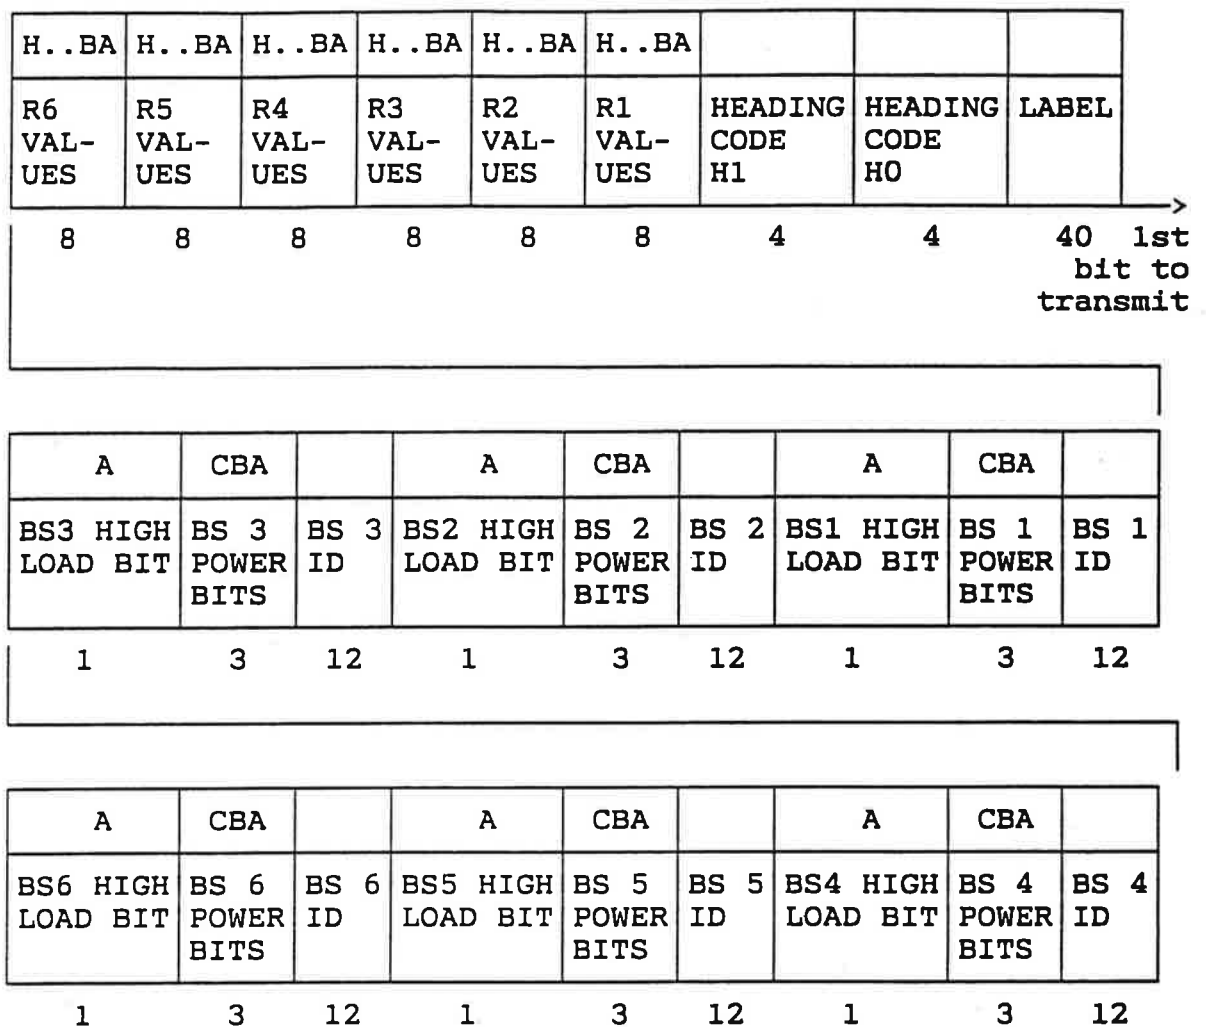 H..BA H..BA H..BA H..BA H..BA H..BA
R6 R5 R4 R3 R2 R1 HEADING HEADING LABEL
VAL- VAL- VAL- VAL- VAL- VAL- CODE CODE
UES UES UES UES UES UES H1 H0
8 8 8 8 8 8 4 4 40 1st
bit to
transmit
A CBA A CBA A CBA
BS3 HIGH BS 3 BS 3 BS2 HIGH BS 2 BS 2 BS1 HIGH BS 1 BS 1
LOAD BIT POWER ID LOAD BIT POWER ID LOAD BIT POWER ID
BITS BITS BITS
1 3 12 1 3 12 1 3 12
A CBA A CBA A CBA
BS6 HIGH BS 6 BS 6 BS5 HIGH BS 5 BS 5 BS4 HIGH BS 4 BS 4
LOAD BIT POWER ID LOAD BIT POWER ID LOAD BIT POWER ID
BITS BITS BITS
1 3 12 1 3 12 1 3 12